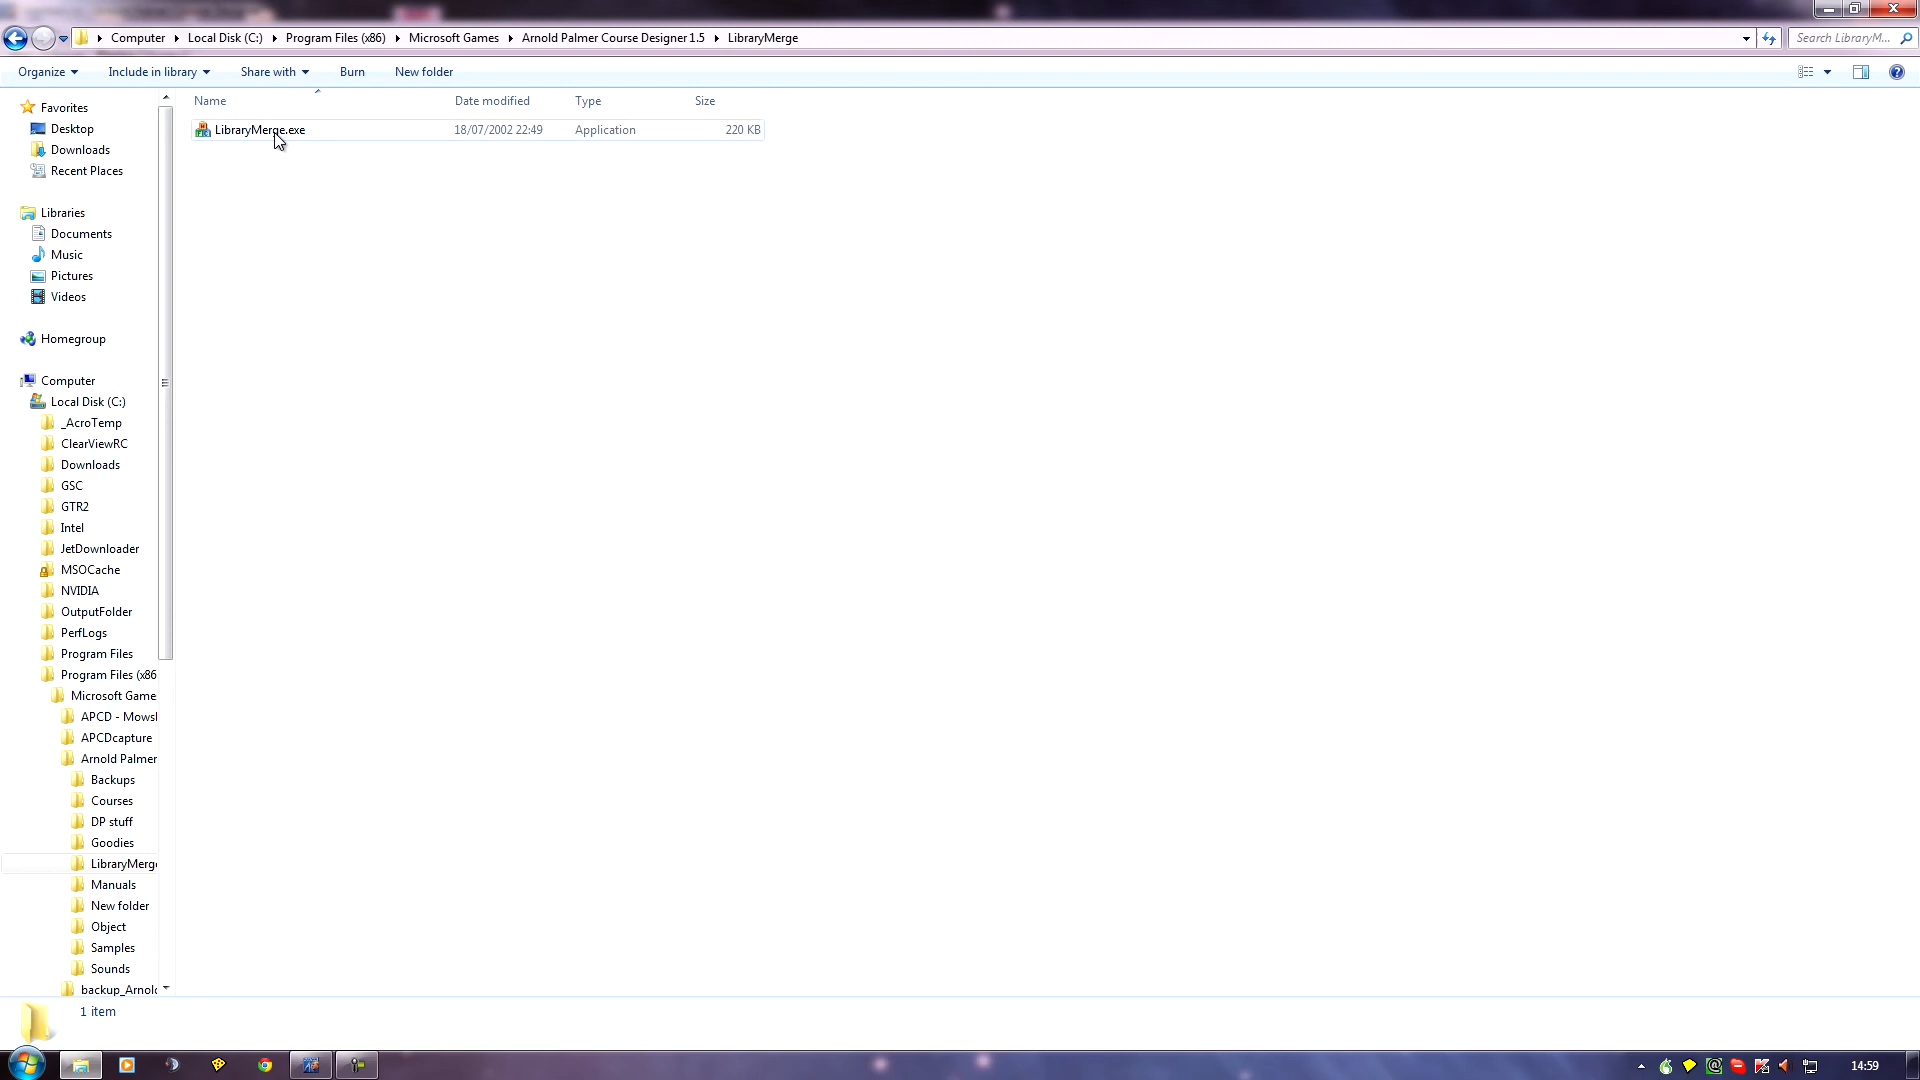 Computer Local Disk (C:) Program Files (x86) Microsoft Games Arnold Palmer Course Designer 1.5 LibraryMerge
Search LibraryM...
Organize Include in library Share with Burn New folder
Name Date modified Type Size
LibraryMerge.exe 18/07/2002 22:49 Application 220 KB
Favorites
Desktop
Downloads
Recent Places
Libraries
Documents
Music
Pictures
Videos
Homegroup
Computer
Local Disk (C:)
_AcroTemp
ClearViewRC
Downloads
GSC
GTR2
Intel
JetDownloader
MSOCache
NVIDIA
OutputFolder
PerfLogs
Program Files
Program Files (x86
Microsoft Game
APCD - Mows
APCDcapture
Arnold Palmer
Backups
Courses
DP stuff
Goodies
LibraryMerge
Manuals
New folder
Object
Samples
Sounds
backup_Arnol
1 item
14:59